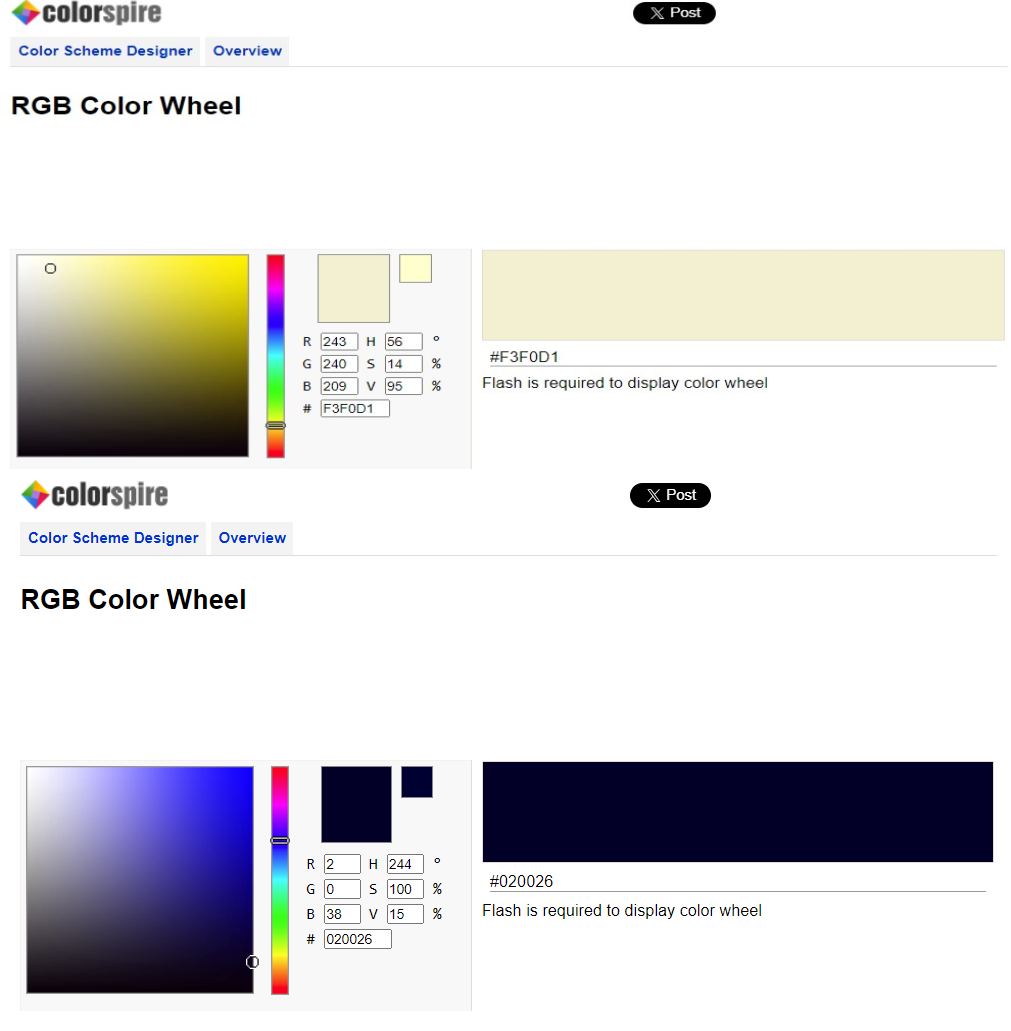 colorspire
Post
Color Scheme Designer Overview
RGB Color Wheel
R 243 H 56 º
G 240 S 14 %
B 209 V 95 %
# F3F0D1
#F3F0D1
Flash is required to display color wheel
colorspire
Post
Color Scheme Designer Overview
RGB Color Wheel
R 2 H 244 º
G 0 S 100 %
B 38 V 15 %
# 020026
#020026
Flash is required to display color wheel